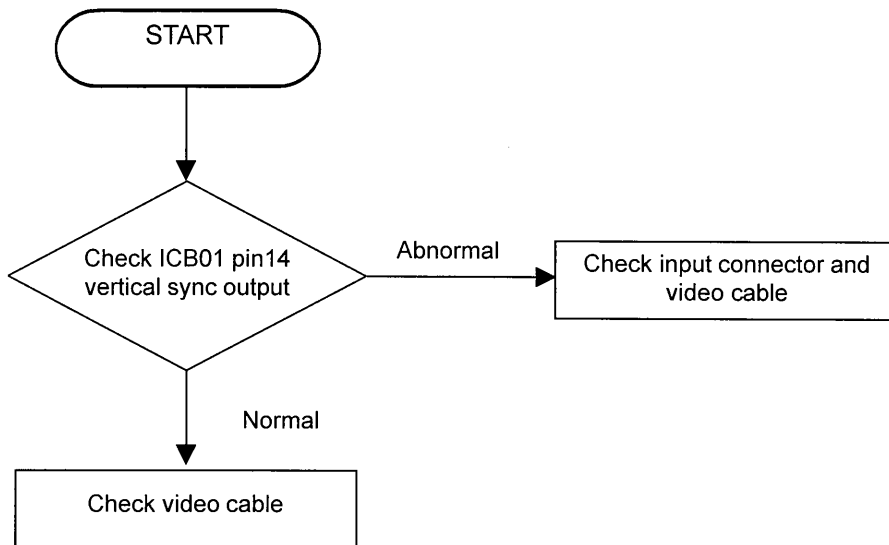 START
Check ICB01 pin14
vertical sync output
Abnormal
Check input connector and
video cable
Normal
Check video cable